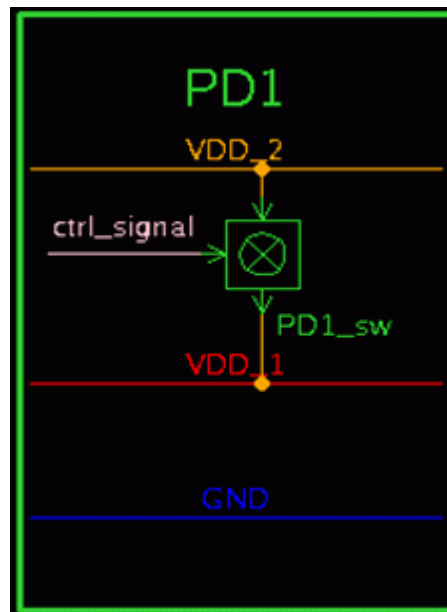 PD1
VDD_2
ctrl_signal
PD1_sw
VDD_1
GND